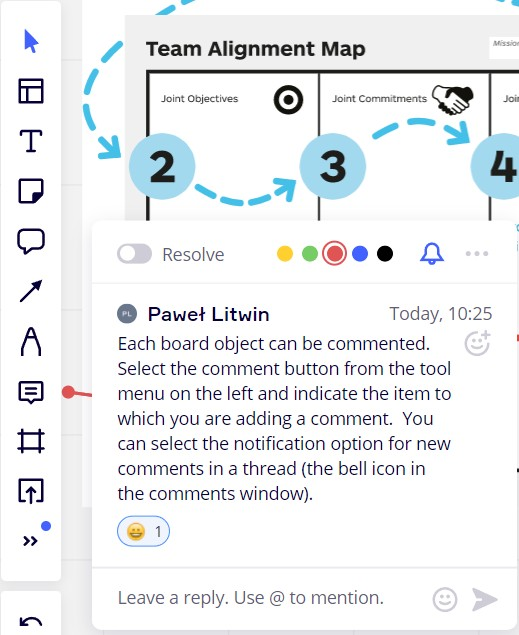 Team Alignment Map
Mission
Joint Objectives
Joint Commitments
Join
2
3
4
Resolve
PL
Paweł Litwin
Today, 10:25
Each board object can be commented.
Select the comment button from the tool
menu on the left and indicate the item to
which you are adding a comment. You
can select the notification option for new
comments in a thread (the bell icon in
the comments window).
1
Leave a reply. Use @ to mention.